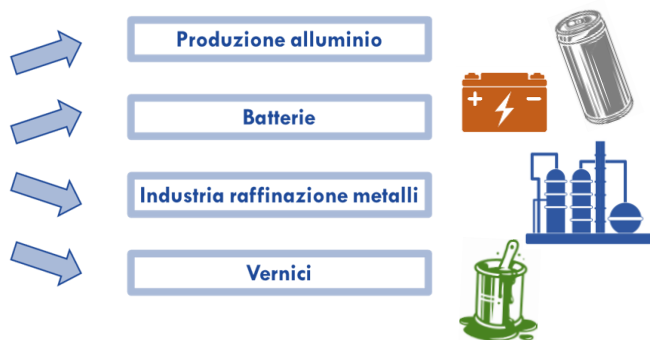 Produzione alluminio
Batterie
Industria raffinazione metalli
Vernici